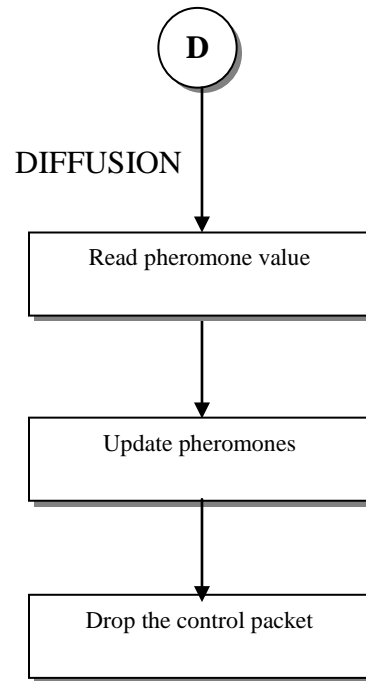 D
DIFFUSION
Read pheromone value
Update pheromones
Drop the control packet